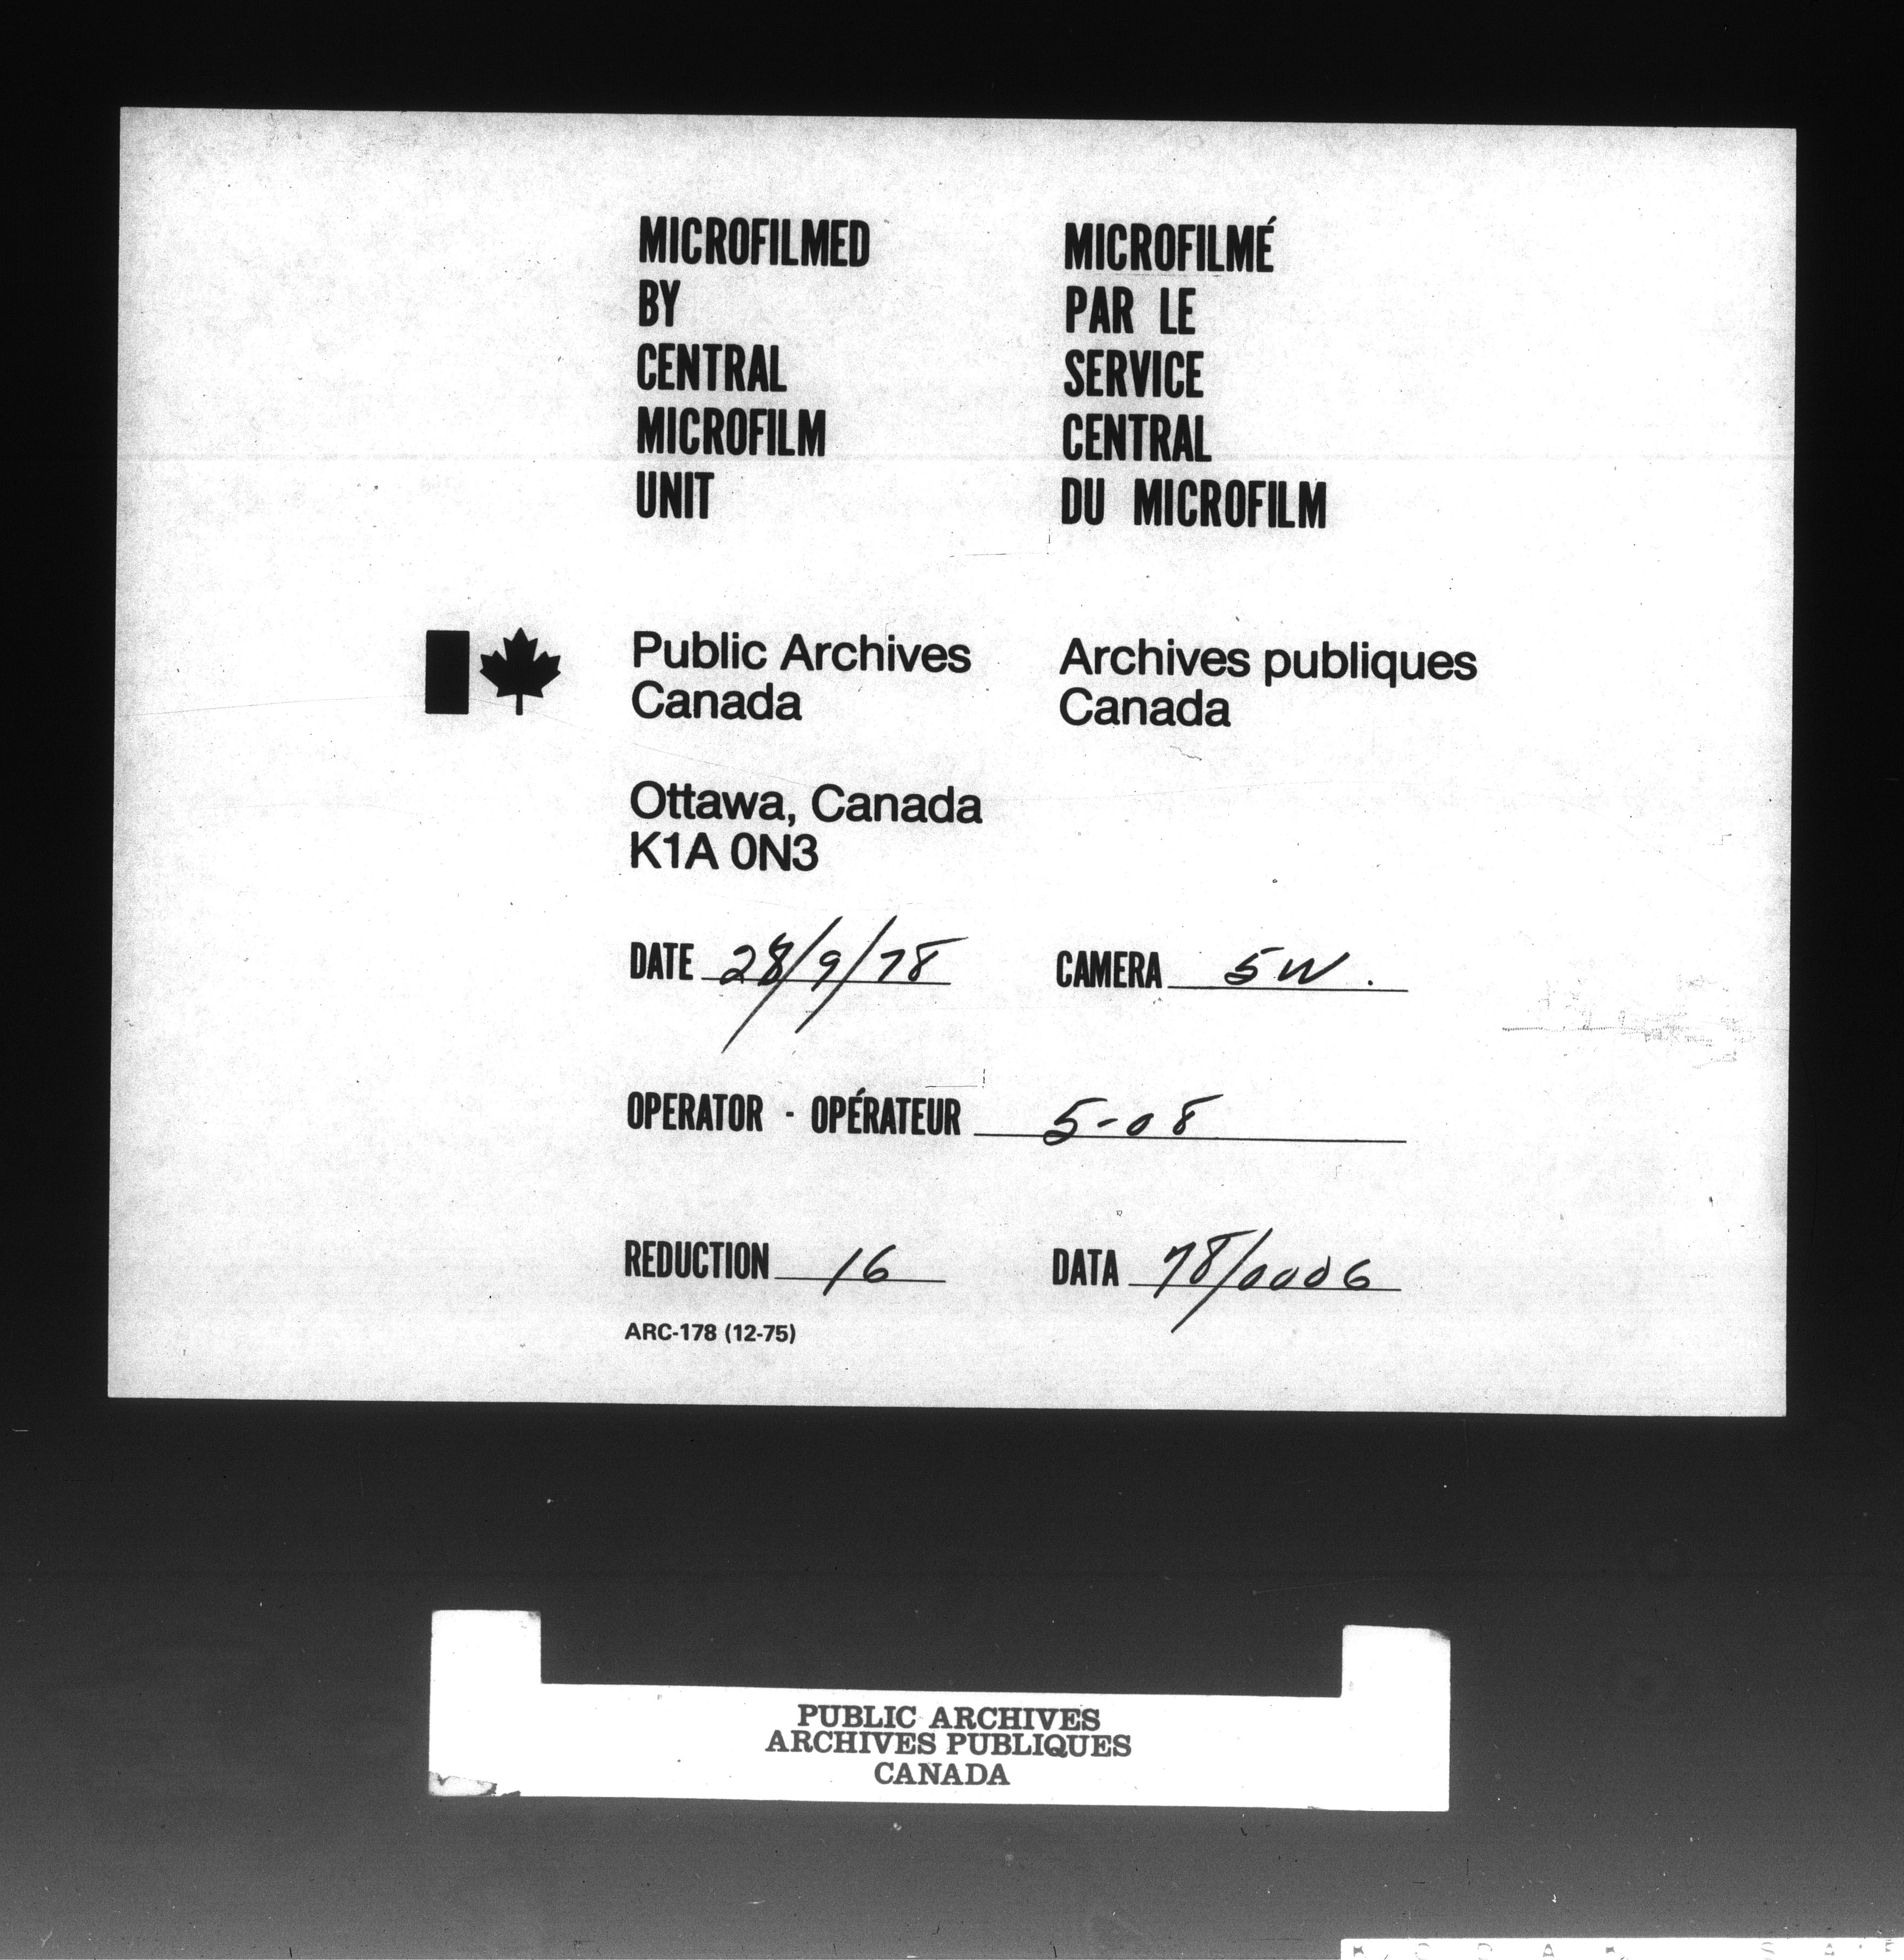 MICROFILMED
BY
CENTRAL
MICROFILM
UNIT
MICROFILMÉ
PAR LE
SERVICE
CENTRAL
DU MICROFILM
Public Archives
Canada
Archives publiques
Canada
Ottawa, Canada
K1A 0N3
DATE 28/9/78
CAMERA 5W.
OPERATOR - OPÉRATEUR 5-08
REDUCTION 16
DATA 78/0006
ARC-178 (12-75)
PUBLIC ARCHIVES
ARCHIVES PUBLIQUES
CANADA